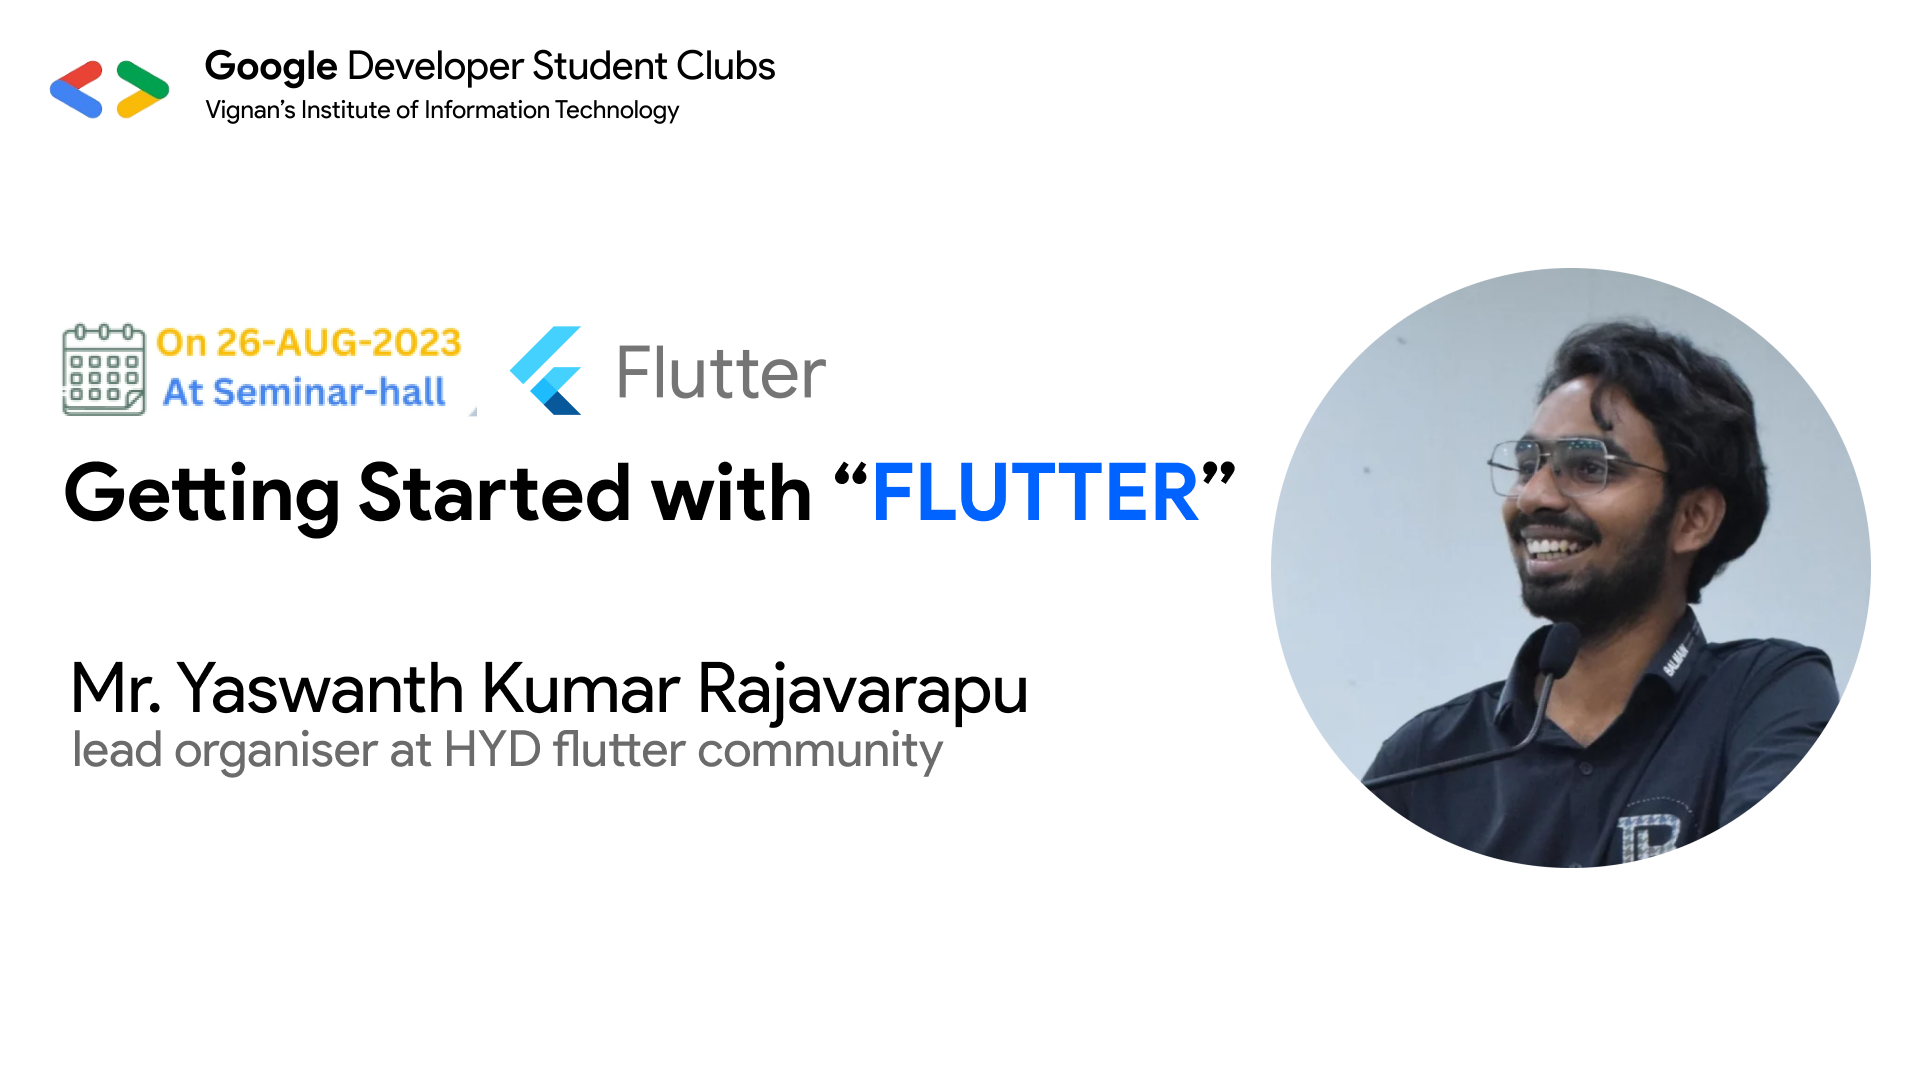 Google Developer Student Clubs
Vignan’s Institute of Information Technology
On 26-AUG-2023
At Seminar-hall
Flutter
Getting Started with “FLUTTER”
Mr. Yaswanth Kumar Rajavarapu
lead organiser at HYD flutter community
BALMAIN